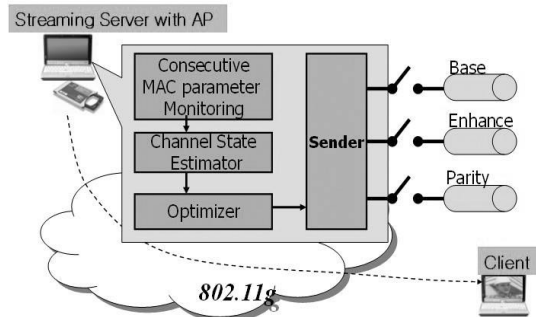 Streaming Server with AP
Consecutive
MAC parameter
Monitoring
Channel State
Estimator
Optimizer
Sender
Base
Enhance
Parity
Client
802.11g